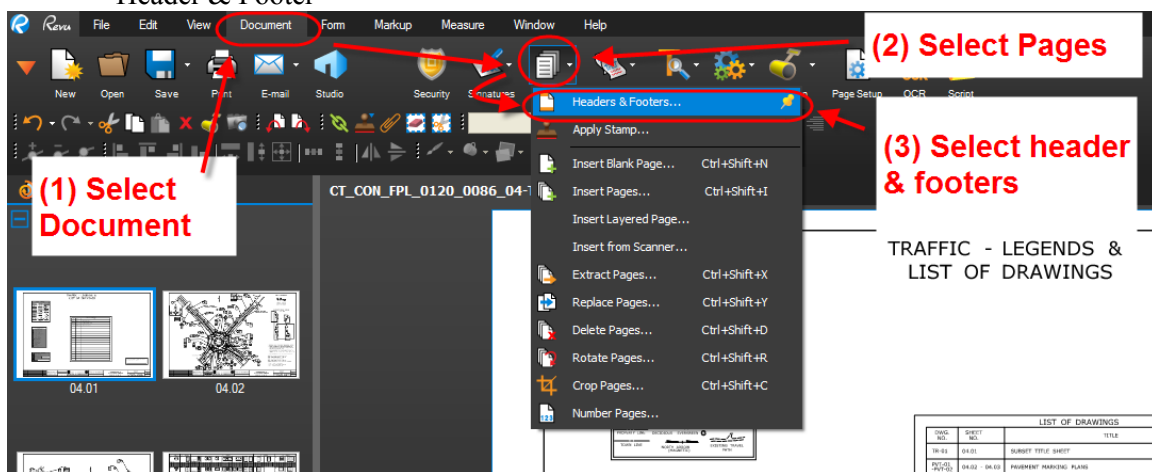 Header & Footer
Revu File Edit View Document Form Markup Measure Window Help
(2) Select Pages
New Open Save Print E-mail Studio Security Signatures Page Setup OCR Script
Headers & Footers...
Apply Stamp...
(3) Select header
& footers
Insert Blank Page... Ctrl+Shift+N
Insert Pages... Ctrl+Shift+I
Insert Layered Page...
Insert from Scanner...
Extract Pages... Ctrl+Shift+X
Replace Pages... Ctrl+Shift+Y
Delete Pages... Ctrl+Shift+D
Rotate Pages... Ctrl+Shift+R
Crop Pages... Ctrl+Shift+C
Number Pages...
(1) Select
Document
CT_CON_FPL_0120_0086_04-
TRAFFIC - LEGENDS &
LIST OF DRAWINGS
04.01 04.02
LIST OF DRAWINGS
DWG. NO. SHEET NO. TITLE
TR-01 04.01 SUBSET TITLE SHEET
04.02 - 04.03 PAVEMENT MARKING PLANS